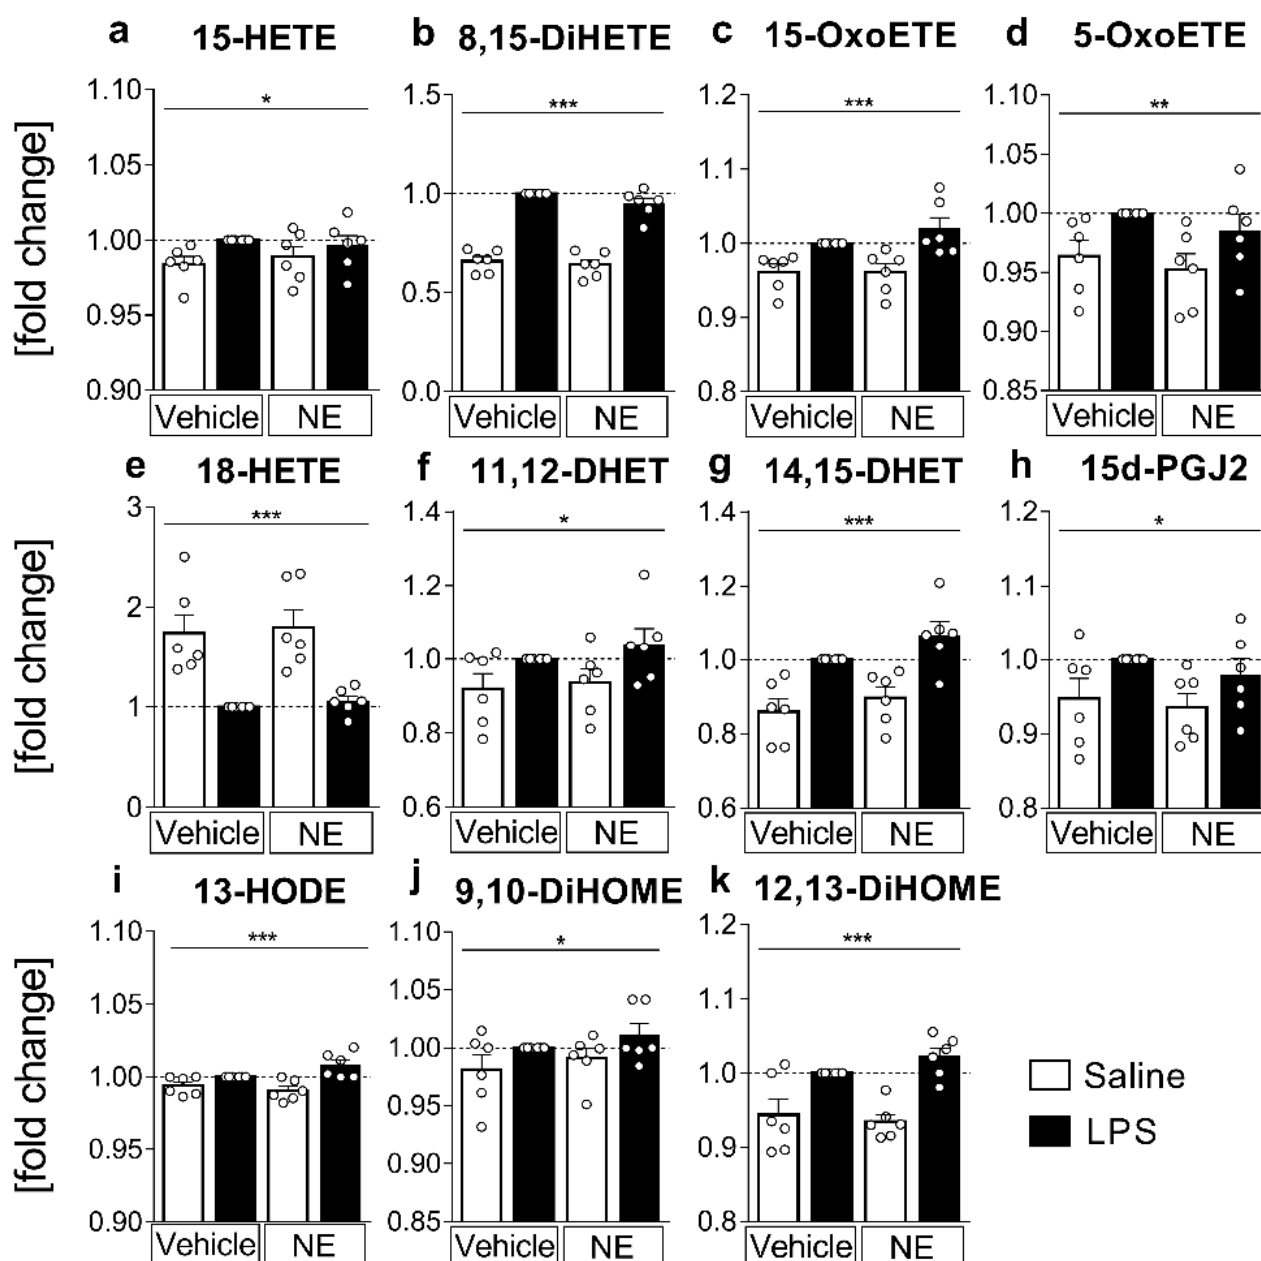 a 15-HETE b 8,15-DiHETE c 15-OxoETE d 5-OxoETE
[fold change]
1.10 1.05 1.00 0.95 0.90
*
Vehicle NE
1.5 1.0 0.5 0.0
***
Vehicle NE
1.2 1.1 1.0 0.9 0.8
***
Vehicle NE
1.10 1.05 1.00 0.95 0.90 0.85
**
Vehicle NE
e 18-HETE f 11,12-DHET g 14,15-DHET h 15d-PGJ2
[fold change]
3 2 1 0
***
Vehicle NE
1.4 1.2 1.0 0.8 0.6
*
Vehicle NE
1.4 1.2 1.0 0.8 0.6
***
Vehicle NE
1.2 1.1 1.0 0.9 0.8
*
Vehicle NE
i 13-HODE j 9,10-DiHOME k 12,13-DiHOME
[fold change]
1.10 1.05 1.00 0.95 0.90
***
Vehicle NE
1.10 1.05 1.00 0.95 0.90 0.85
*
Vehicle NE
1.2 1.1 1.0 0.9 0.8
***
Vehicle NE
Saline
LPS